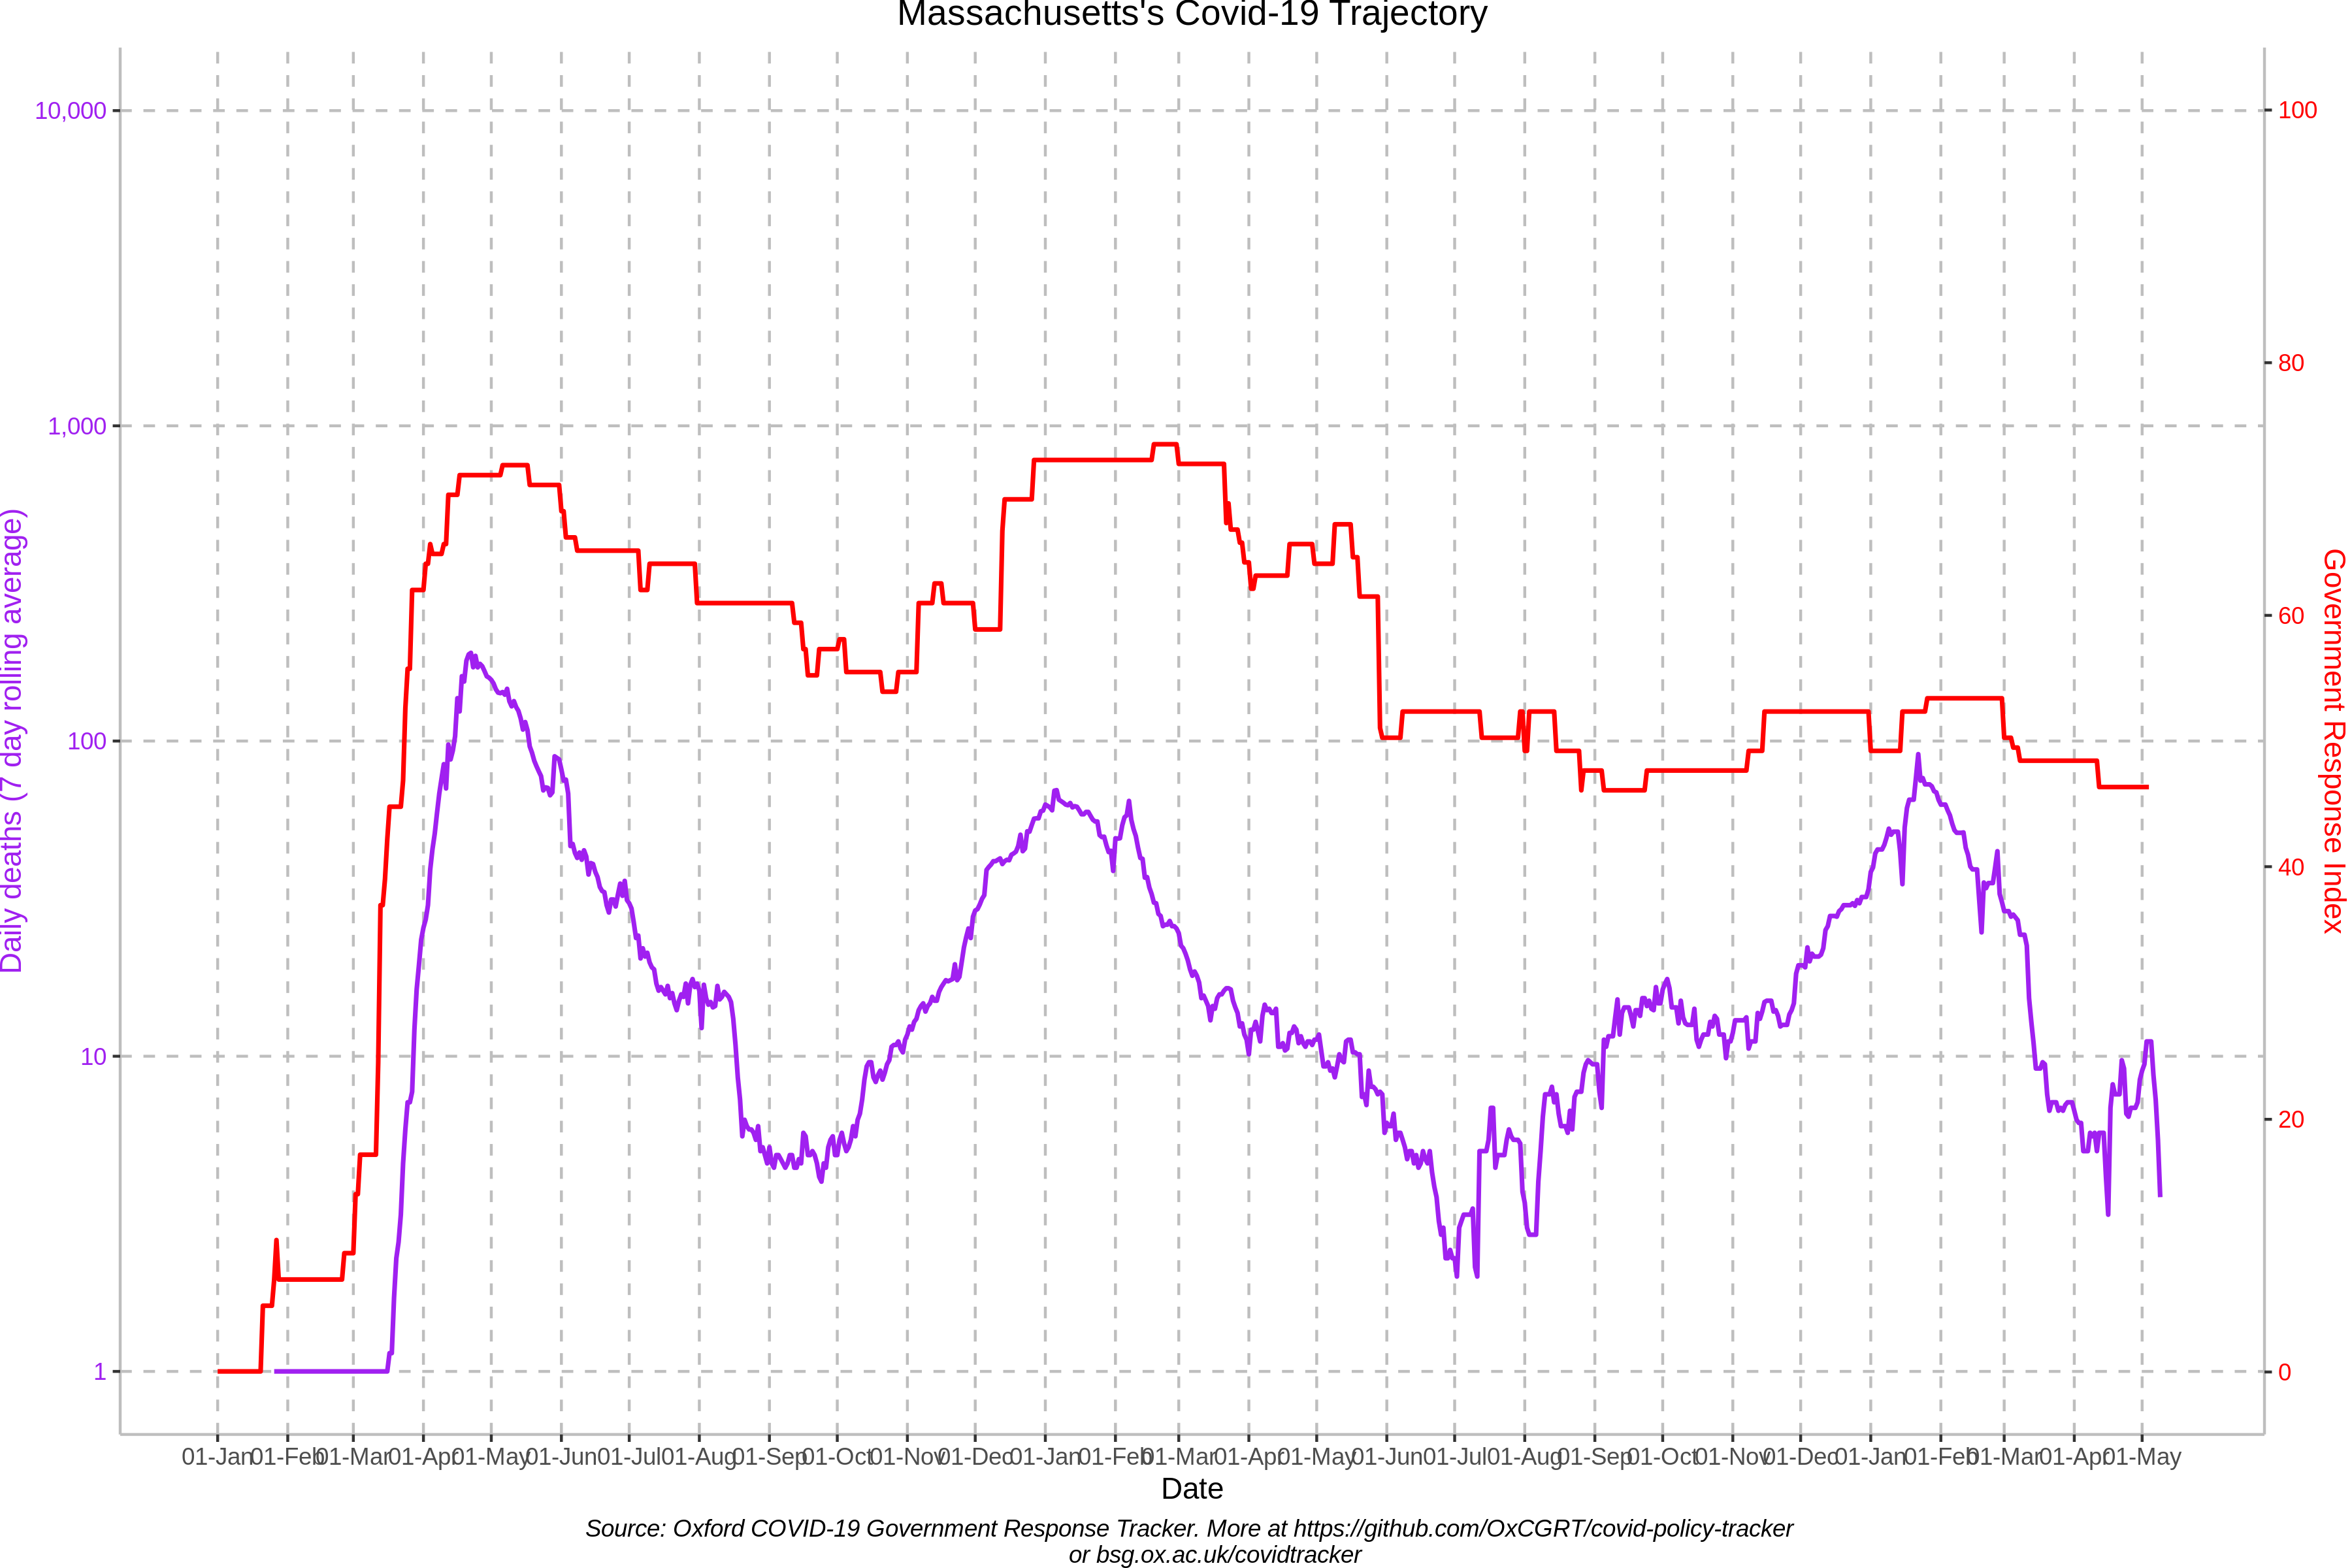 Massachusetts's Covid-19 Trajectory
10,000
1,000
100
10
1
Daily deaths (7 day rolling average)
100
80
60
40
20
0
Government Response Index
01-Jan 01-Feb 01-Mar 01-Apr 01-May 01-Jun 01-Jul 01-Aug 01-Sep 01-Oct 01-Nov 01-Dec 01-Jan 01-Feb 01-Mar 01-Apr 01-May 01-Jun 01-Jul 01-Aug 01-Sep 01-Oct 01-Nov 01-Dec 01-Jan 01-Feb 01-Mar 01-Apr 01-May
Date
Source: Oxford COVID-19 Government Response Tracker. More at https://github.com/OxCGRT/covid-policy-tracker
or bsg.ox.ac.uk/covidtracker